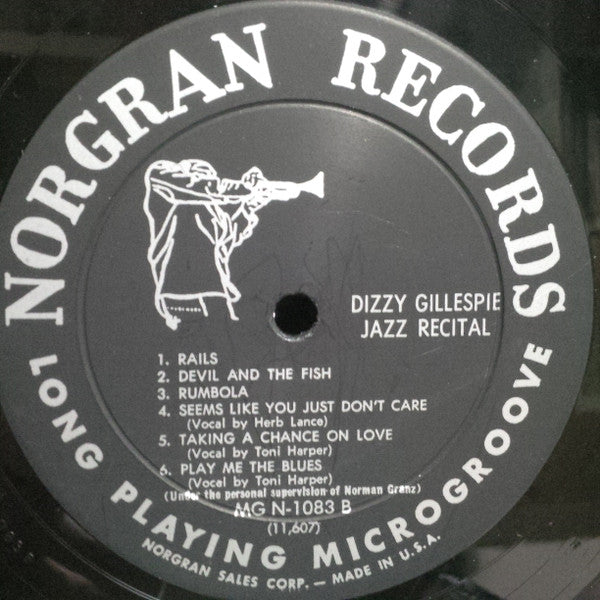 NORGRAN RECORDS
DIZZY GILLESPIE
JAZZ RECITAL
1. RAILS
2. DEVIL AND THE FISH
3. RUMBOLA
4. SEEMS LIKE YOU JUST DON'T CARE
(Vocal by Herb Lance)
5. TAKING A CHANCE ON LOVE
(Vocal by Toni Harper)
6. PLAY ME THE BLUES
(Vocal by Toni Harper)
(Under the personal supervision of Norman Granz)
MG N-1083 B
(11,607)
LONG PLAYING MICROGROOVE
NORGRAN SALES CORP. — MADE IN U.S.A.